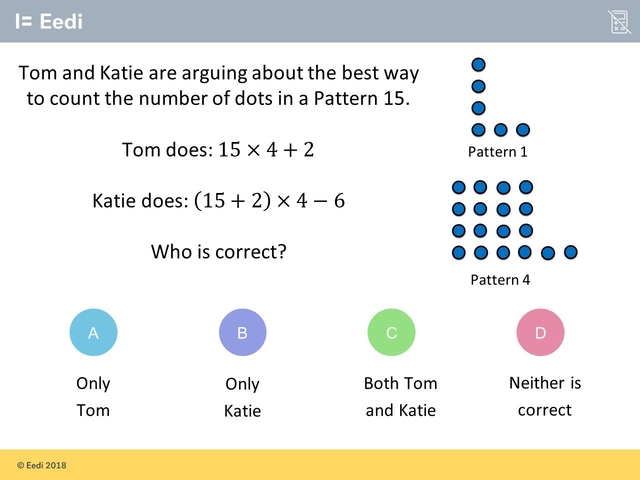 Eedi
Tom and Katie are arguing about the best way
to count the number of dots in a Pattern 15.
Tom does: 15 × 4 + 2
Katie does: (15 + 2) × 4 − 6
Who is correct?
Pattern 1
Pattern 4
A
B
C
D
Only
Tom
Only
Katie
Both Tom
and Katie
Neither is
correct
© Eedi 2018